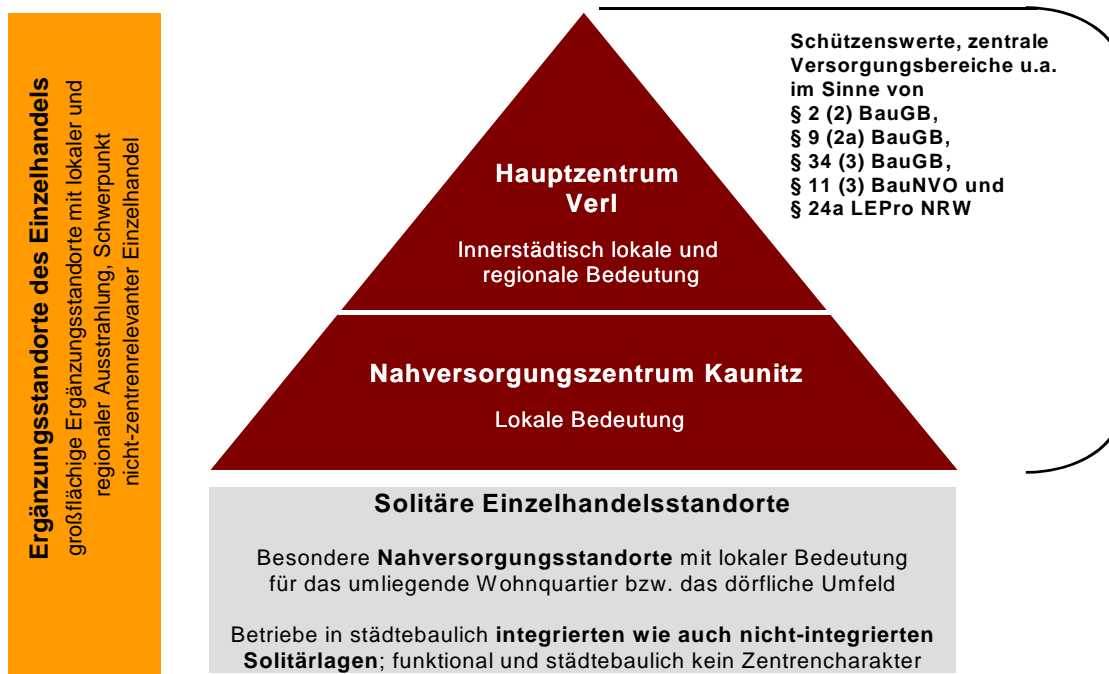 Ergänzungsstandorte des Einzelhandels
großflächige Ergänzungsstandorte mit lokaler und
regionaler Ausstrahlung, Schwerpunkt
nicht-zentrenrelevanter Einzelhandel
Schützenswerte, zentrale
Versorgungsbereiche u.a.
im Sinne von
§ 2 (2) BauGB,
§ 9 (2a) BauGB,
§ 34 (3) BauGB,
§ 11 (3) BauNVO und
§ 24a LEPro NRW
Hauptzentrum
Verl
Innerstädtisch lokale und
regionale Bedeutung
Nahversorgungszentrum Kaunitz
Lokale Bedeutung
Solitäre Einzelhandelsstandorte
Besondere Nahversorgungsstandorte mit lokaler Bedeutung
für das umliegende Wohnquartier bzw. das dörfliche Umfeld
Betriebe in städtebaulich integrierten wie auch nicht-integrierten
Solitärlagen; funktional und städtebaulich kein Zentrencharakter